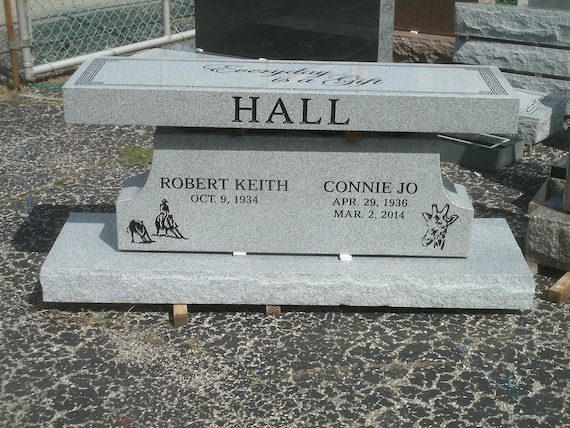 Everyday
is a Gift
HALL
ROBERT KEITH
OCT. 9, 1934
CONNIE JO
APR. 29, 1936
MAR. 2, 2014